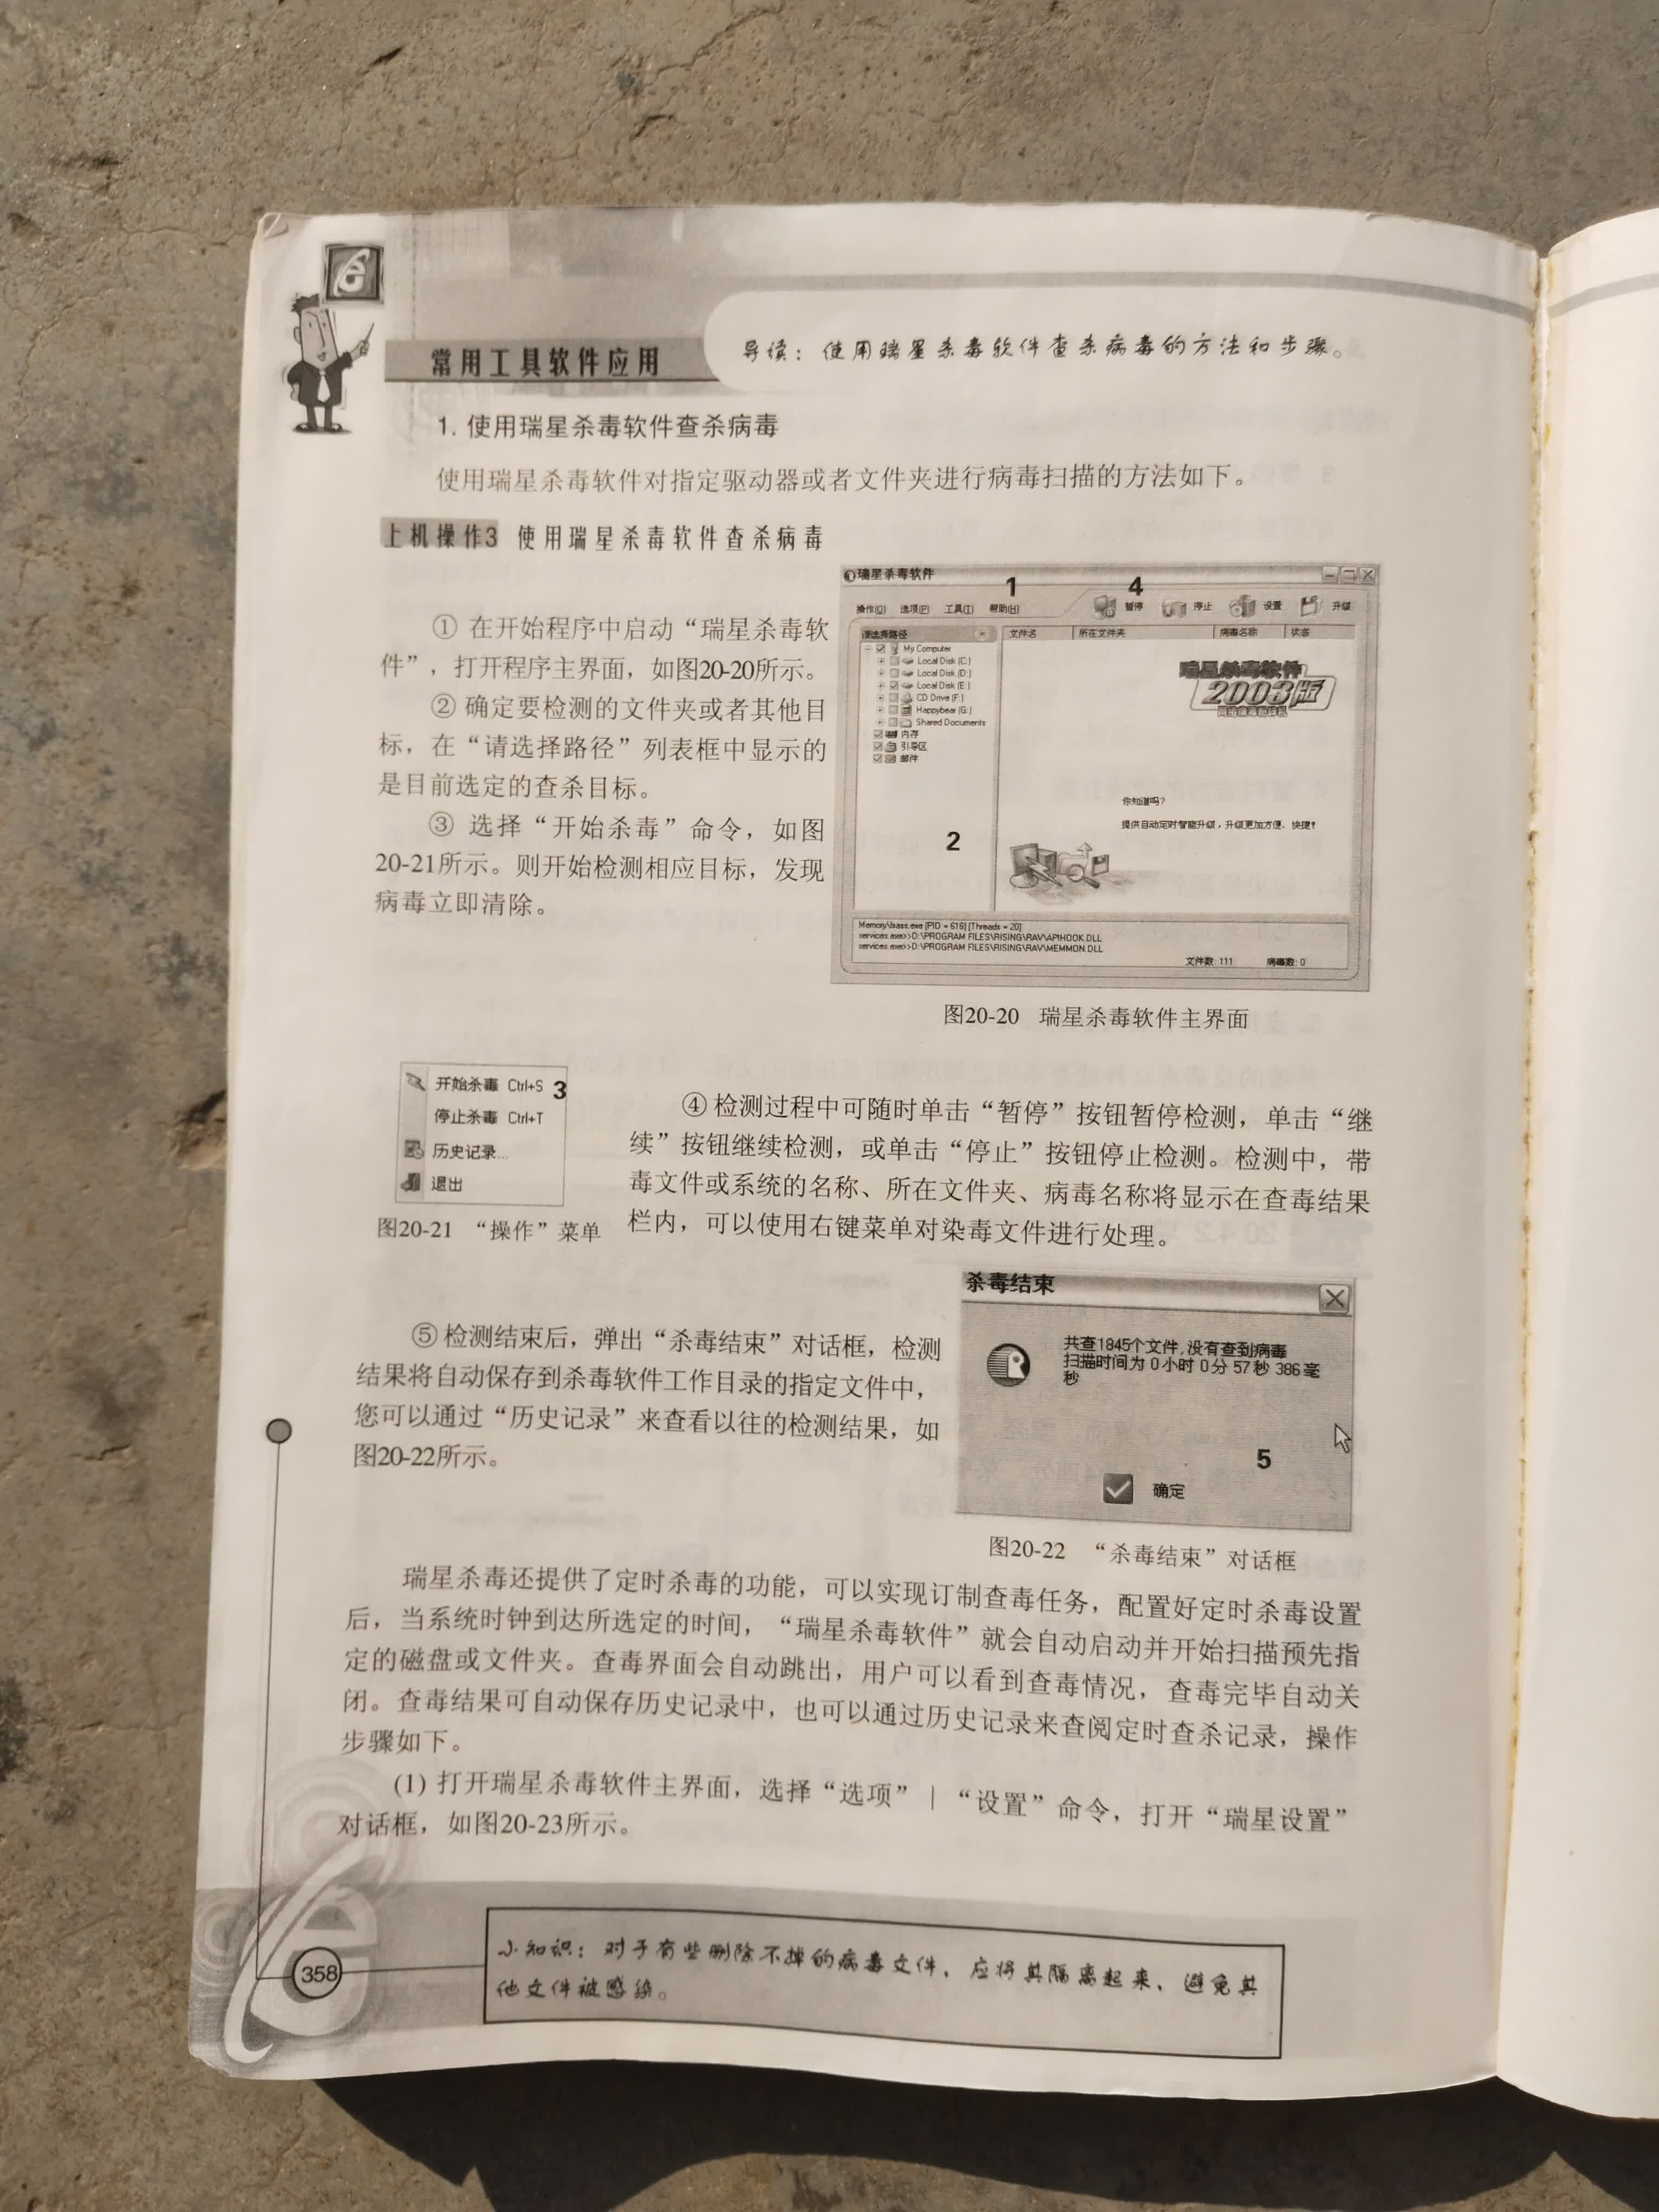 常用工具软件应用
导读：使用瑞星杀毒软件查杀病毒的方法和步骤。
1. 使用瑞星杀毒软件查杀病毒
使用瑞星杀毒软件对指定驱动器或者文件夹进行病毒扫描的方法如下。
上机操作3 使用瑞星杀毒软件查杀病毒
① 在开始程序中启动“瑞星杀毒软
件”，打开程序主界面，如图20-20所示。
② 确定要检测的文件夹或者其他目
标，在“请选择路径”列表框中显示的
是目前选定的查杀目标。
③ 选择“开始杀毒”命令，如图
20-21所示。则开始检测相应目标，发现
病毒立即清除。
瑞星杀毒软件
1 4
操作(O) 选项(P) 工具(T) 帮助(H) 暂停 停止 设置 升级
请选择路径 文件名 所在文件夹 病毒名称 状态
My Computer
Local Disk (C:)
Local Disk (D:)
Local Disk (E:)
CD Drive (F:)
Happybear (G:)
Shared Documents
内存
引导区
邮件
瑞星杀毒软件
2003版
你知道吗？
提供自动定时智能升级，升级更加方便、快捷！
2
Memory\lsass.exe [PID = 616] [Threads = 20]
services.exe>>D:\PROGRAM FILES\RISING\RAV\APIHOOK.DLL
services.exe>>D:\PROGRAM FILES\RISING\RAV\MEMMON.DLL
文件数: 111 病毒数: 0
图20-20 瑞星杀毒软件主界面
开始杀毒 Ctrl+S 3
停止杀毒 Ctrl+T
历史记录...
退出
图20-21 “操作”菜单
④ 检测过程中可随时单击“暂停”按钮暂停检测，单击“继
续”按钮继续检测，或单击“停止”按钮停止检测。检测中，带
毒文件或系统的名称、所在文件夹、病毒名称将显示在查毒结果
栏内，可以使用右键菜单对染毒文件进行处理。
⑤ 检测结束后，弹出“杀毒结束”对话框，检测
结果将自动保存到杀毒软件工作目录的指定文件中，
您可以通过“历史记录”来查看以往的检测结果，如
图20-22所示。
杀毒结束
共查1845个文件,没有查到病毒
扫描时间为 0 小时 0 分 57 秒 386 毫
秒
5
确定
图20-22 “杀毒结束”对话框
瑞星杀毒还提供了定时杀毒的功能，可以实现订制查毒任务，配置好定时杀毒设置
后，当系统时钟到达所选定的时间，“瑞星杀毒软件”就会自动启动并开始扫描预先指
定的磁盘或文件夹。查毒界面会自动跳出，用户可以看到查毒情况，查毒完毕自动关
闭。查毒结果可自动保存历史记录中，也可以通过历史记录来查阅定时查杀记录，操作
步骤如下。
(1) 打开瑞星杀毒软件主界面，选择“选项”|“设置”命令，打开“瑞星设置”
对话框，如图20-23所示。
358
小知识：对于有些删除不掉的病毒文件，应将其隔离起来，避免其
他文件被感染。